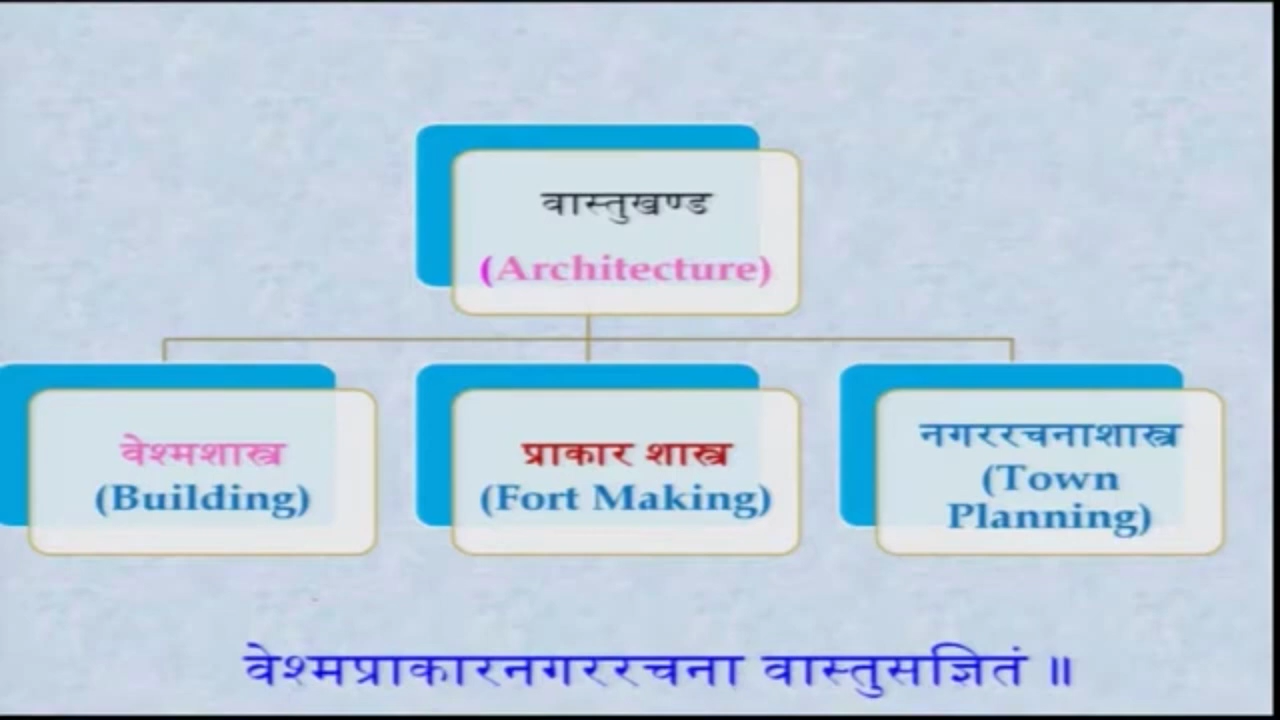 वास्तुखण्ड
(Architecture)
वेश्मशास्त्र
(Building)
प्राकार शास्त्र
(Fort Making)
नगररचनाशास्त्र
(Town
Planning)
वेश्मप्राकारनगररचना वास्तुसज्ञितं ॥